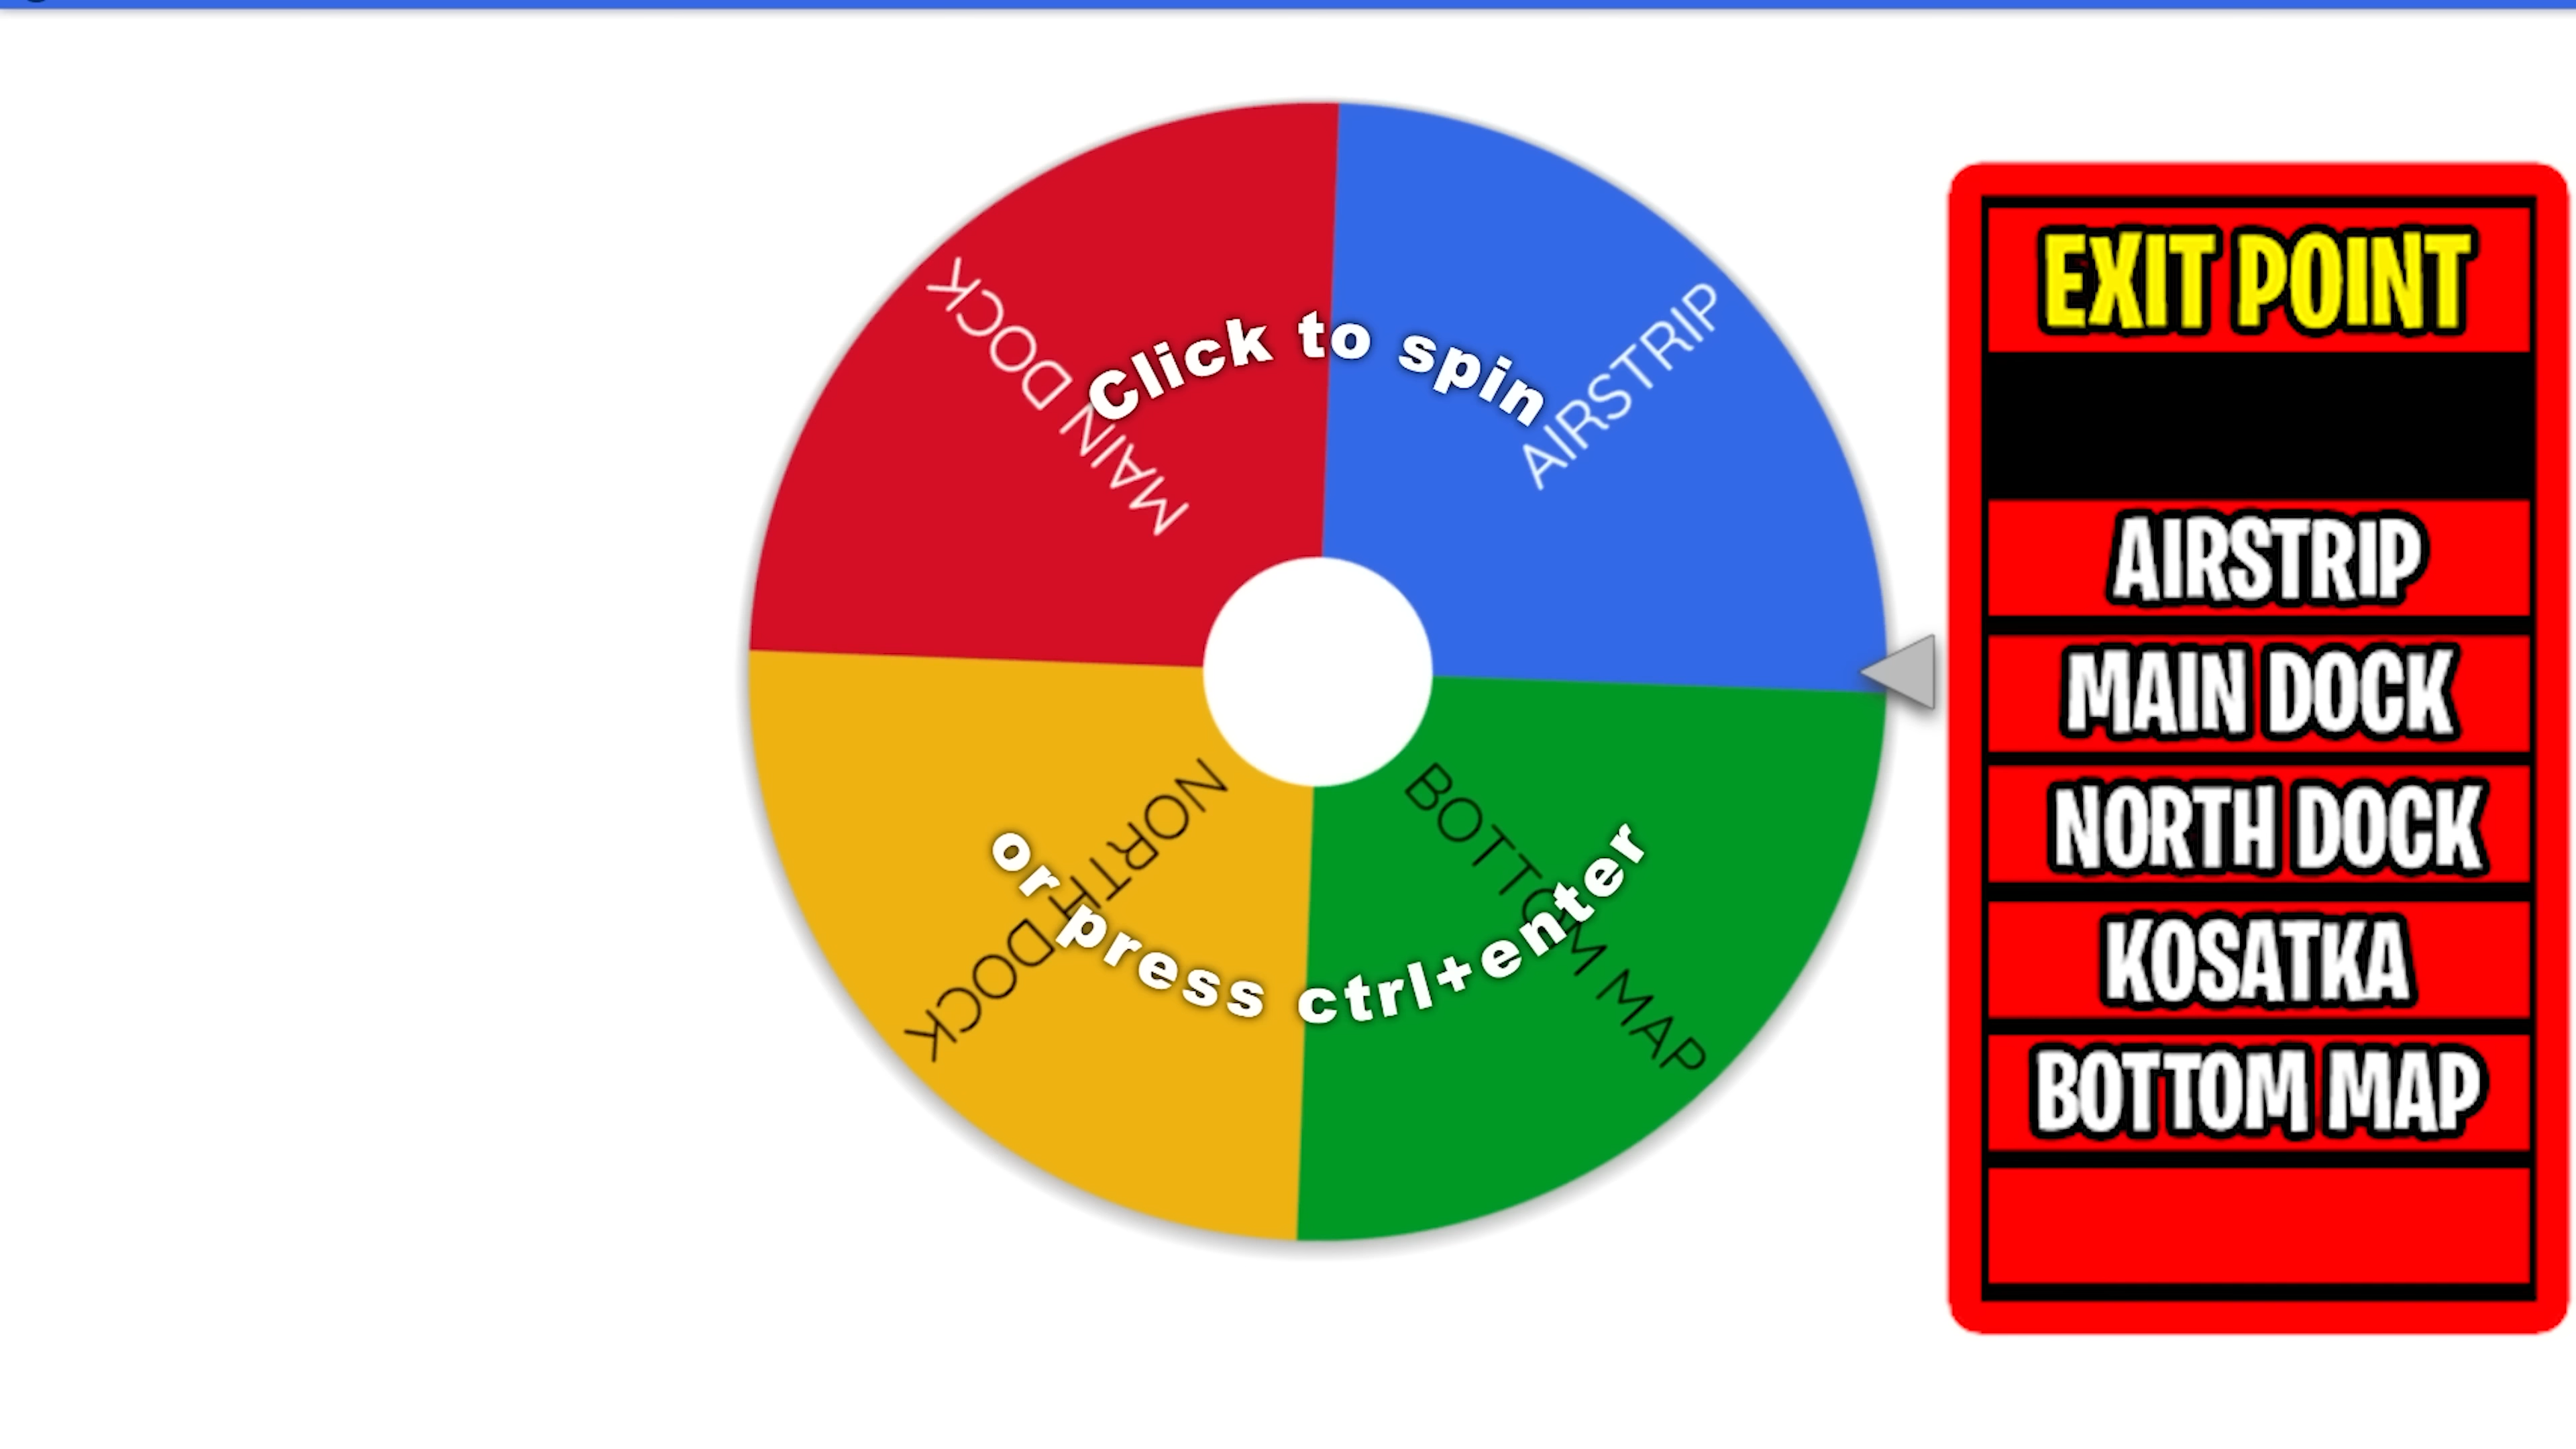 Click to spin
MAIN DOCK
AIRSTRIP
NORTH DOCK
BOTTOM MAP
or press ctrl+enter
EXIT POINT
AIRSTRIP
MAIN DOCK
NORTH DOCK
KOSATKA
BOTTOM MAP